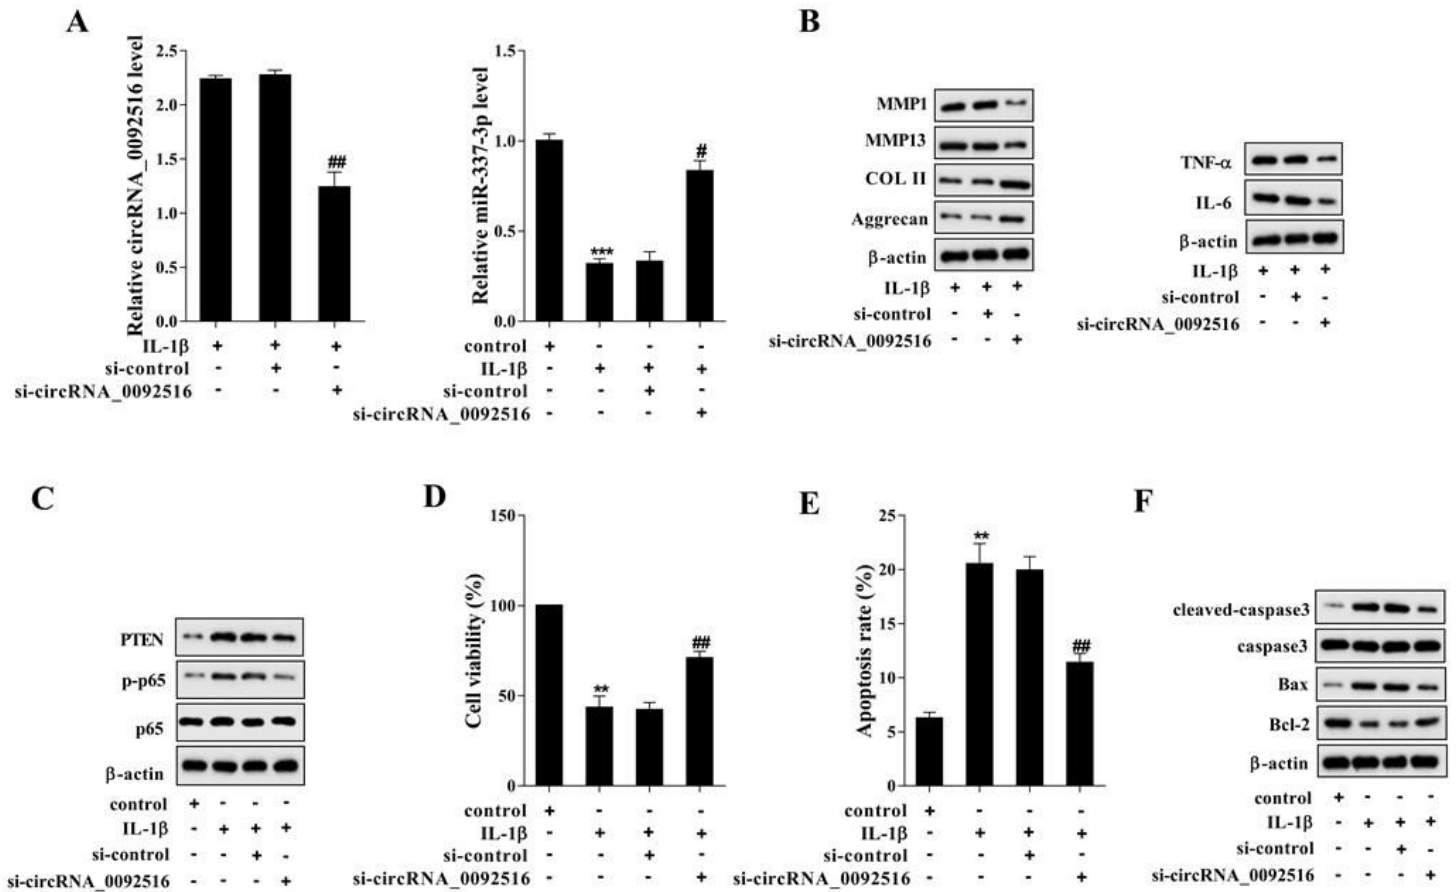 A
Relative circRNA_0092516 level
2.5
2.0
1.5
1.0
0.5
0.0
##
IL-1β + + +
si-control - + -
si-circRNA_0092516 - - +
Relative miR-337-3p level
1.5
1.0
0.5
0.0
***
#
control + - - -
IL-1β - + + +
si-control - - + -
si-circRNA_0092516 - - - +
B
MMP1
MMP13
COL II
Aggrecan
β-actin
IL-1β + + +
si-control - + -
si-circRNA_0092516 - - +
TNF-α
IL-6
β-actin
IL-1β + + +
si-control - + -
si-circRNA_0092516 - - +
C
PTEN
p-p65
p65
β-actin
control + - - -
IL-1β - + + +
si-control - - + -
si-circRNA_0092516 - - - +
D
Cell viability (%)
150
100
50
0
**
##
control + - - -
IL-1β - + + +
si-control - - + -
si-circRNA_0092516 - - - +
E
Apoptosis rate (%)
25
20
15
10
5
0
**
##
control + - - -
IL-1β - + + +
si-control - - + -
si-circRNA_0092516 - - - +
F
cleaved-caspase3
caspase3
Bax
Bcl-2
β-actin
control + - - -
IL-1β - + + +
si-control - - + -
si-circRNA_0092516 - - - +